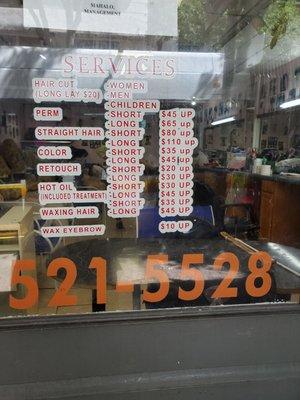 MAHALO,
MANAGEMENT
SERVICES
HAIR CUT -WOMEN
(LONG LAY $20) -MEN
CHILDREN
PERM -SHORT $45 UP
-LONG $65 UP
STRAIGHT HAIR -SHORT $80 UP
-LONG $110 UP
COLOR -SHORT $35 UP
-LONG $45 UP
RETOUCH -SHORT $20 UP
-LONG $30 UP
HOT OIL -SHORT $30 UP
(INCLUDED TREATMENT) -LONG $45 UP
WAXING HAIR -SHORT $35 UP
-LONG $45 UP
WAX EYEBROW $10 UP
521-5528